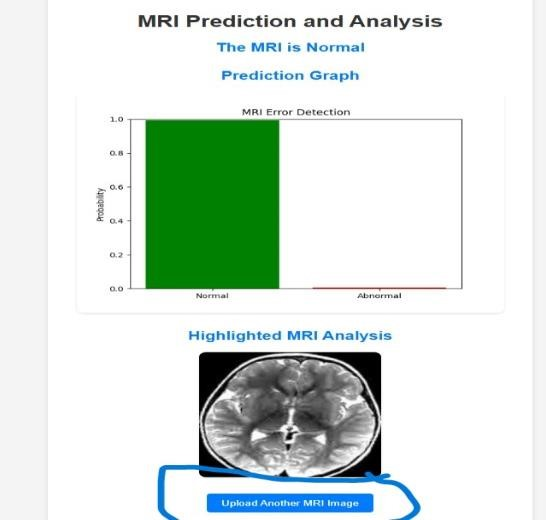 MRI Prediction and Analysis
The MRI is Normal
Prediction Graph
MRI Error Detection
1.0
0.8
0.6
0.4
0.2
0.0
Probability
Normal Abnormal
Highlighted MRI Analysis
Upload Another MRI Image